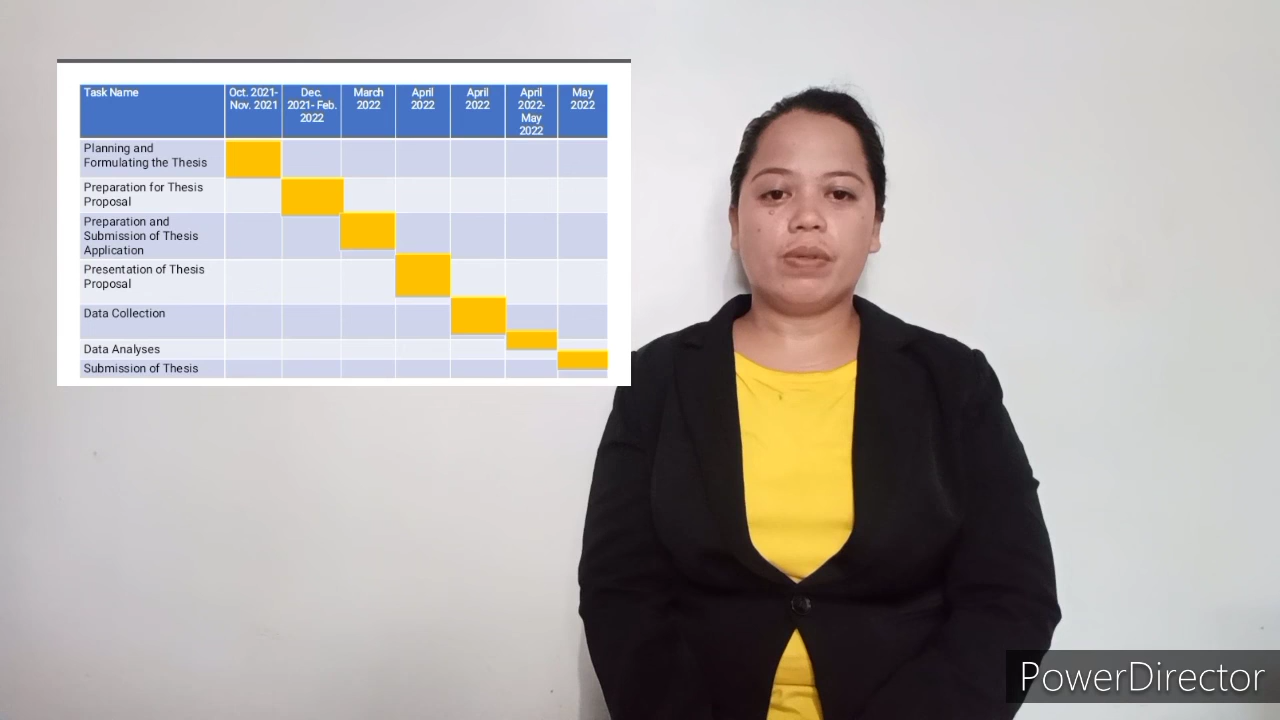 Task Name
Oct. 2021-
Nov. 2021
Dec.
2021- Feb.
2022
March
2022
April
2022
April
2022
April
2022-
May
2022
May
2022
Planning and
Formulating the Thesis
Preparation for Thesis
Proposal
Preparation and
Submission of Thesis
Application
Presentation of Thesis
Proposal
Data Collection
Data Analyses
Submission of Thesis
PowerDirector